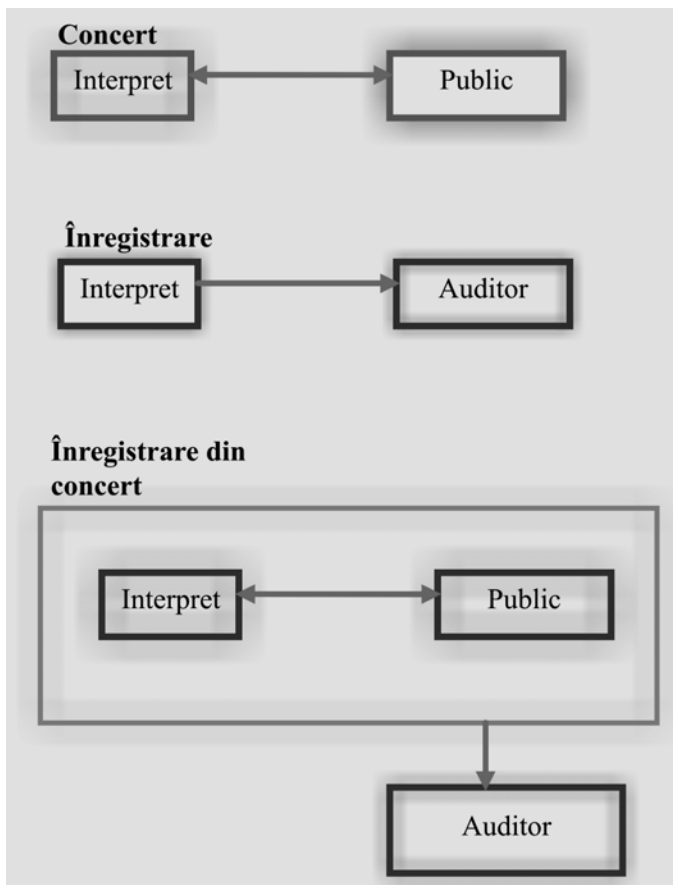 Concert
Interpret Public
Înregistrare
Interpret Auditor
Înregistrare din
concert
Interpret Public
Auditor